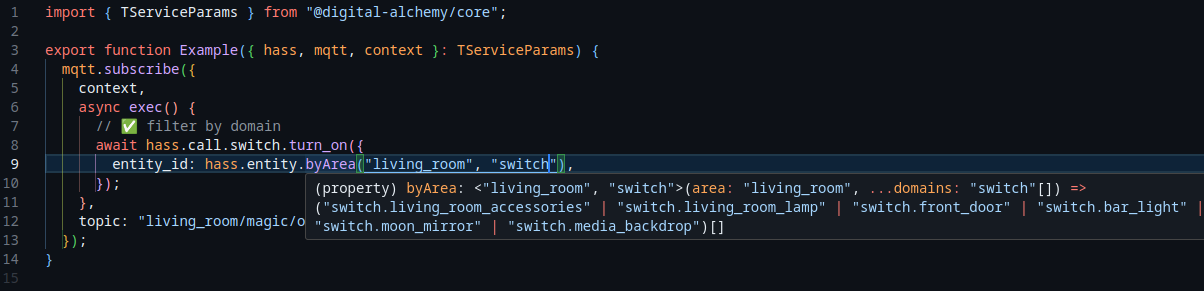 1 import { TServiceParams } from "@digital-alchemy/core";
2
3 export function Example({ hass, mqtt, context }: TServiceParams) {
4   mqtt.subscribe({
5     context,
6     async exec() {
7       // ✅ filter by domain
8       await hass.call.switch.turn_on({
9         entity_id: hass.entity.byArea("living_room", "switch"),
10       });
(property) byArea: <"living_room", "switch">(area: "living_room", ...domains: "switch"[]) =>
11     },
("switch.living_room_accessories" | "switch.living_room_lamp" | "switch.front_door" | "switch.bar_light" |
12     topic: "living_room/magic/o
"switch.moon_mirror" | "switch.media_backdrop")[]
13   });
14 }
15